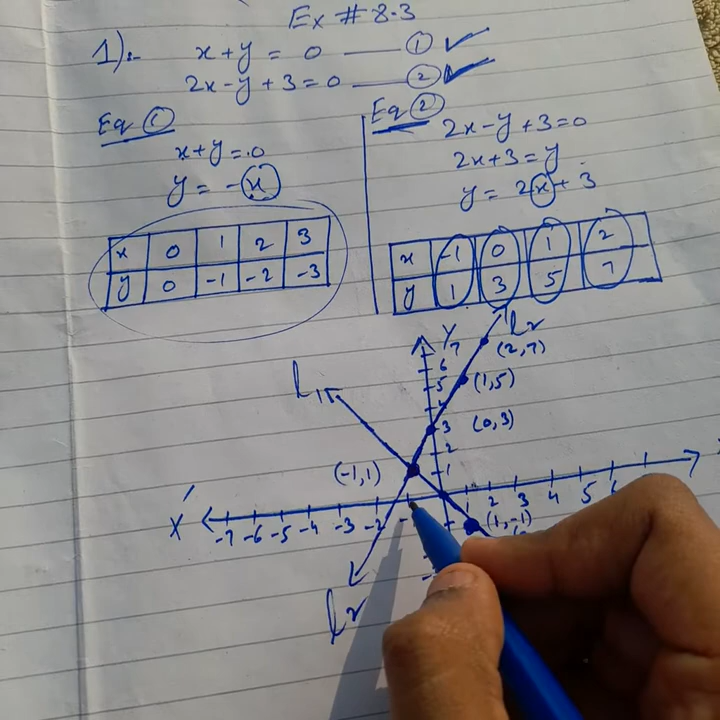 Ex # 8.3
1):- x + y = 0 — ①
2x - y + 3 = 0 — ②
Eq ①
x + y = 0
y = -x
x 0 1 2 3
y 0 -1 -2 -3
Eq ②
2x - y + 3 = 0
2x + 3 = y
y = 2x + 3
x -1 0 1 2
y 1 3 5 7
Y
7
6
5
4
3
2
1
l₂
(2,7)
(1,5)
(0,3)
L₁
(-1,1)
X'
-7 -6 -5 -4 -3 -2
1 2 3 4 5 6
(1,-1)
l₂